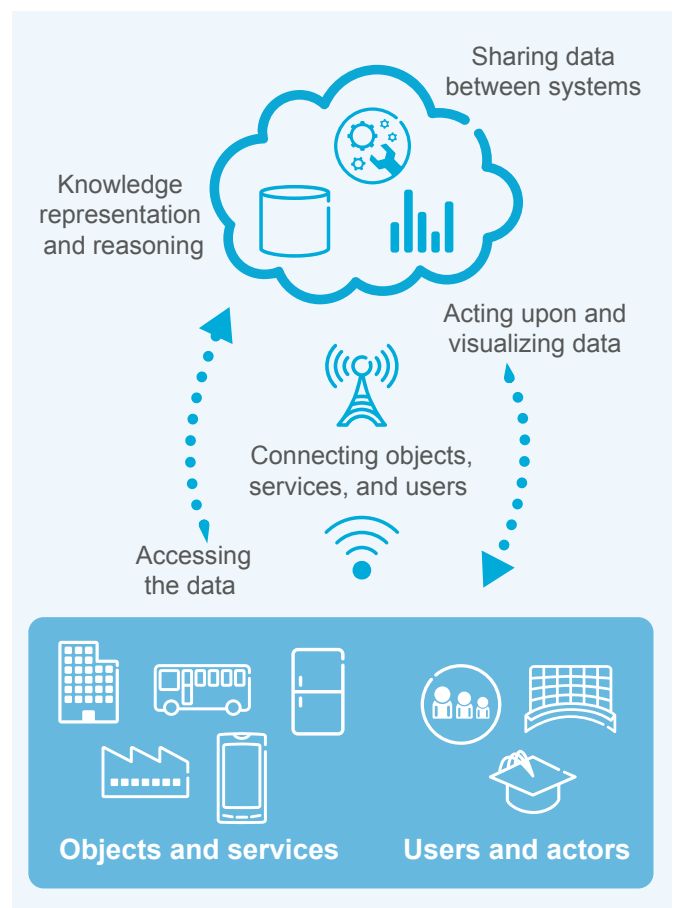 Sharing data
between systems
Knowledge
representation
and reasoning
Acting upon and
visualizing data
Connecting objects,
services, and users
Accessing
the data
Objects and services
Users and actors